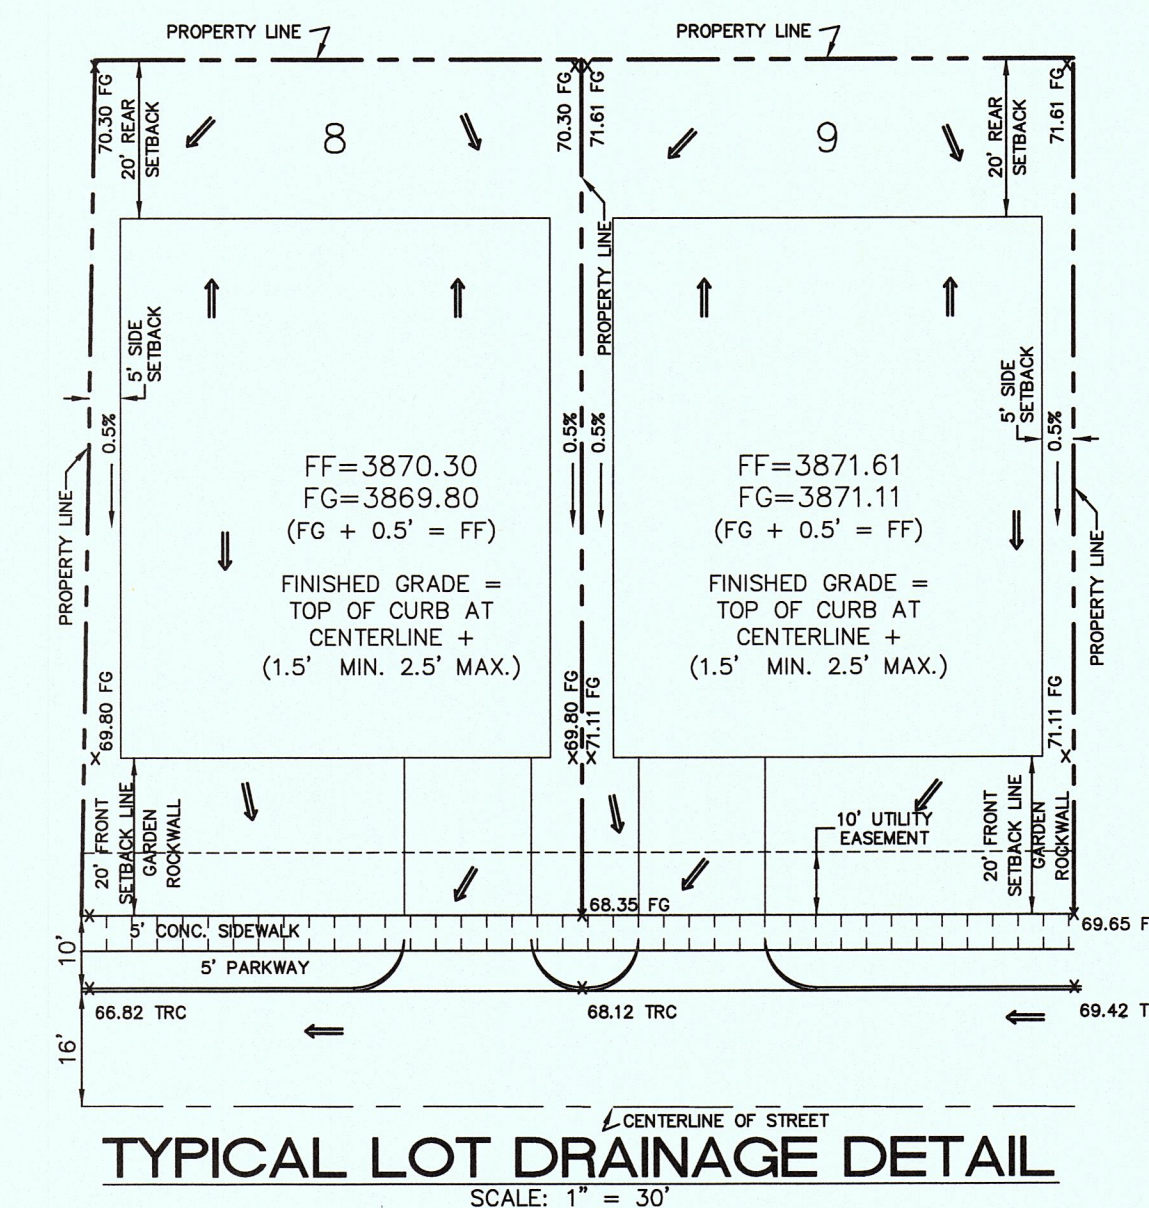 PROPERTY LINE
PROPERTY LINE
70.30 FG
20' REAR
SETBACK
8
70.30 FG
71.61 FG
9
20' REAR
SETBACK
71.61 FG
PROPERTY LINE
5' SIDE
SETBACK
5' SIDE
SETBACK
0.5%
0.5%
0.5%
0.5%
PROPERTY LINE
FF=3870.30
FG=3869.80
(FG + 0.5' = FF)
FINISHED GRADE =
TOP OF CURB AT
CENTERLINE +
(1.5' MIN. 2.5' MAX.)
FF=3871.61
FG=3871.11
(FG + 0.5' = FF)
FINISHED GRADE =
TOP OF CURB AT
CENTERLINE +
(1.5' MIN. 2.5' MAX.)
PROPERTY LINE
69.80 FG
69.80 FG
71.11 FG
71.11 FG
20' FRONT
SETBACK LINE
GARDEN
ROCKWALL
10' UTILITY
EASEMENT
20' FRONT
SETBACK LINE
GARDEN
ROCKWALL
68.35 FG
69.65 F
5' CONC. SIDEWALK
10'
5' PARKWAY
66.82 TRC
68.12 TRC
69.42 T
16'
CENTERLINE OF STREET
TYPICAL LOT DRAINAGE DETAIL
SCALE: 1" = 30'